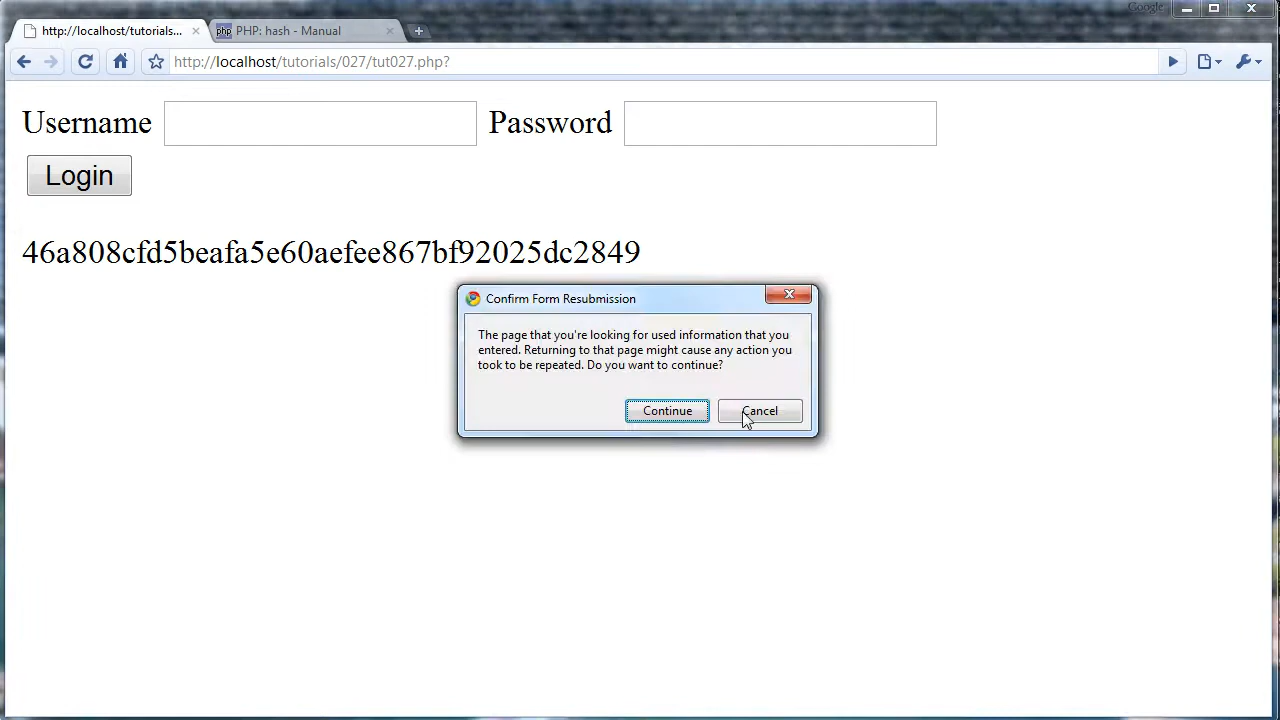 Google
http://localhost/tutorials...
php PHP: hash - Manual
http://localhost/tutorials/027/tut027.php?
Username Password
Login
46a808cfd5beafa5e60aefee867bf92025dc2849
Confirm Form Resubmission
The page that you're looking for used information that you
entered. Returning to that page might cause any action you
took to be repeated. Do you want to continue?
Continue Cancel